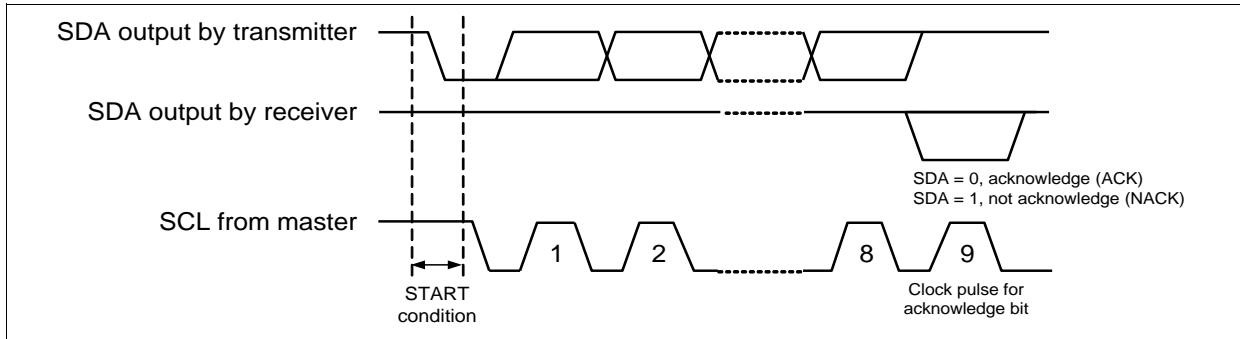 SDA output by transmitter
SDA output by receiver
SDA = 0, acknowledge (ACK)
SDA = 1, not acknowledge (NACK)
SCL from master
1
2
8
9
START
condition
Clock pulse for
acknowledge bit